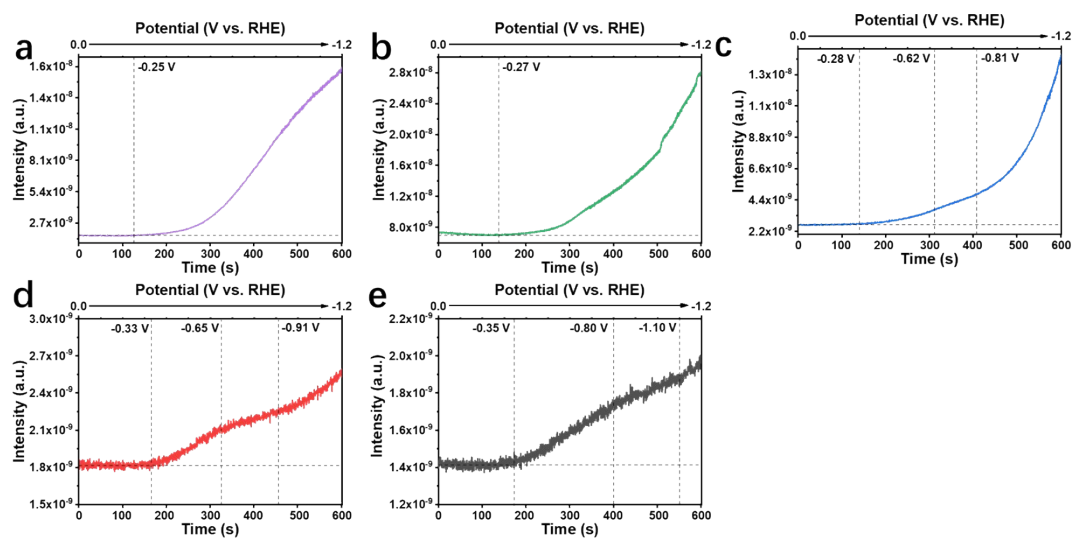 a
Potential (V vs. RHE)
0.0 -1.2
-0.25 V
Intensity (a.u.)
1.6x10⁻⁸
1.4x10⁻⁸
1.1x10⁻⁸
8.1x10⁻⁹
5.4x10⁻⁹
2.7x10⁻⁹
0 100 200 300 400 500 600
Time (s)
b
Potential (V vs. RHE)
0.0 -1.2
-0.27 V
Intensity (a.u.)
2.8x10⁻⁸
2.4x10⁻⁸
2.0x10⁻⁸
1.6x10⁻⁸
1.2x10⁻⁸
8.0x10⁻⁹
0 100 200 300 400 500 600
Time (s)
c
Potential (V vs. RHE)
0.0 -1.2
-0.28 V -0.62 V -0.81 V
Intensity (a.u.)
1.3x10⁻⁸
1.1x10⁻⁸
8.8x10⁻⁹
6.6x10⁻⁹
4.4x10⁻⁹
2.2x10⁻⁹
0 100 200 300 400 500 600
Time (s)
d
Potential (V vs. RHE)
0.0 -1.2
-0.33 V -0.65 V -0.91 V
Intensity (a.u.)
3.0x10⁻⁹
2.7x10⁻⁹
2.4x10⁻⁹
2.1x10⁻⁹
1.8x10⁻⁹
1.5x10⁻⁹
0 100 200 300 400 500 600
Time (s)
e
Potential (V vs. RHE)
0.0 -1.2
-0.35 V -0.80 V -1.10 V
Intensity (a.u.)
2.2x10⁻⁹
2.0x10⁻⁹
1.8x10⁻⁹
1.6x10⁻⁹
1.4x10⁻⁹
1.2x10⁻⁹
0 100 200 300 400 500 600
Time (s)